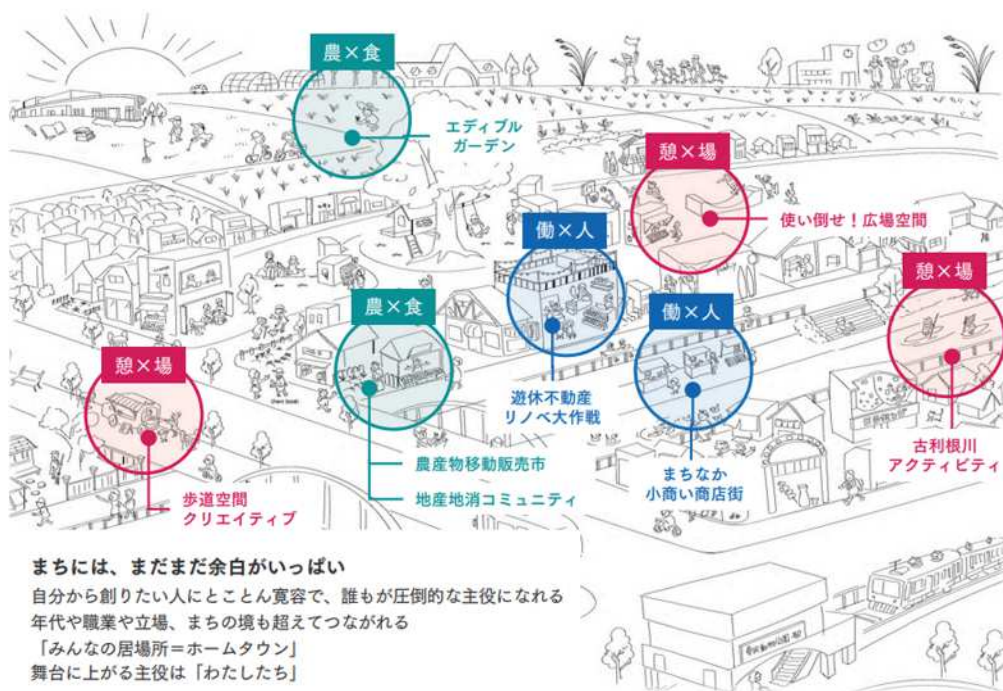 農×食
エディブル
ガーデン
憩×場
使い倒せ！広場空間
働×人
遊休不動産
リノベ大作戦
農×食
農産物移動販売市
地産地消コミュニティ
働×人
まちなか
小商い商店街
憩×場
古利根川
アクティビティ
憩×場
歩道空間
クリエイティブ
まちには、まだまだ余白がいっぱい
自分から創りたい人にとことん寛容で、誰もが圧倒的な主役になれる
年代や職業や立場、まちの境も超えてつながれる
「みんなの居場所＝ホームタウン」
舞台に上がる主役は「わたしたち」